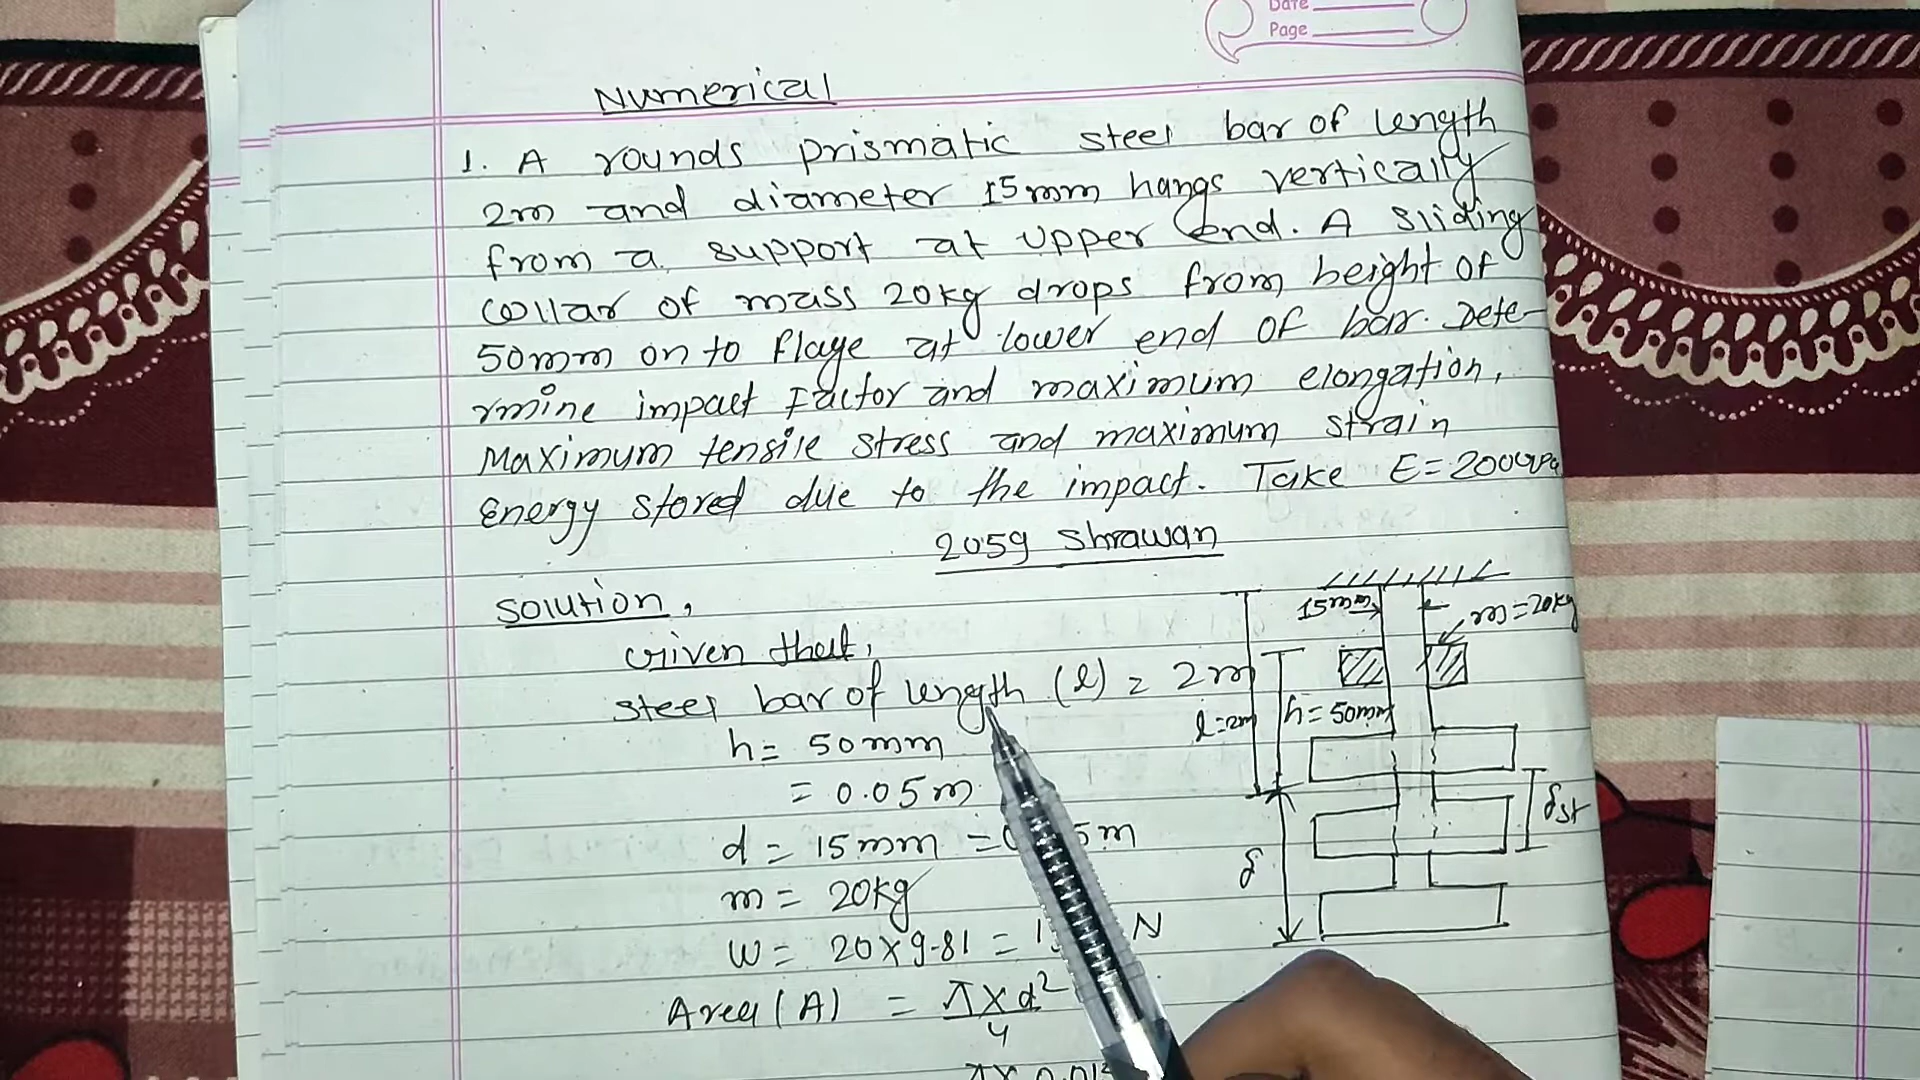 Date
Page
Numerical
1. A rounds prismatic steel bar of length
2m and diameter 15mm hangs vertically
from a support at upper end. A sliding
collar of mass 20kg drops from height of
50mm on to flage at lower end of bar. Dete-
rmine impact Factor and maximum elongation,
Maximum tensile stress and maximum strain
Energy stored due to the impact. Take E=200GPa
2059 Shrawan
Solution,
Given that,
steel bar of length (l) = 2m
h= 50mm
= 0.05m
d = 15mm =
m = 20kg
W = 20×9.81 = N
Area(A) = π×d²
4
15mm
m=20kg
l=2m
h=50mm
δst
δ